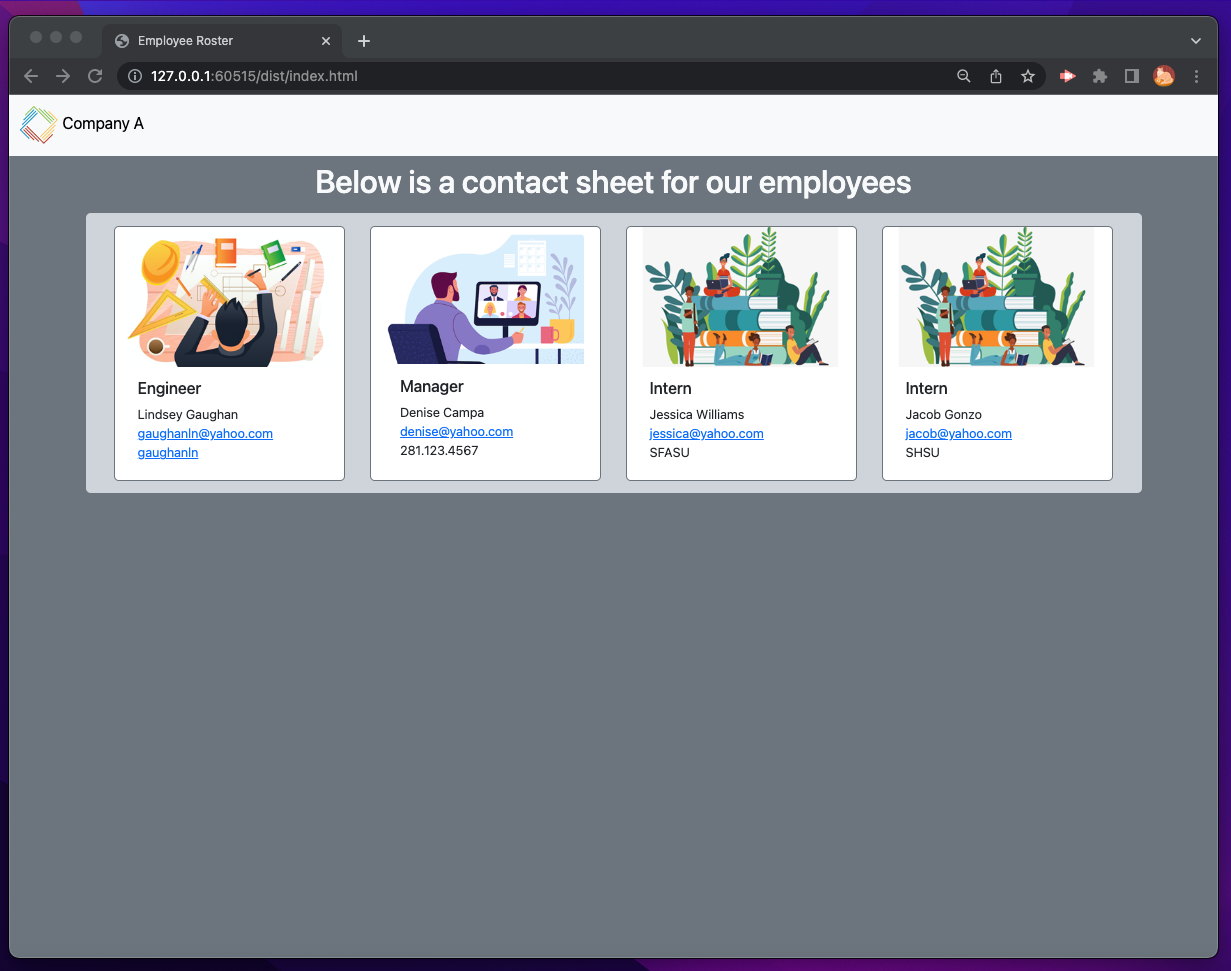 Employee Roster
127.0.0.1:60515/dist/index.html
Company A
Below is a contact sheet for our employees
Engineer
Lindsey Gaughan
gaughanln@yahoo.com
gaughanln
Manager
Denise Campa
denise@yahoo.com
281.123.4567
Intern
Jessica Williams
jessica@yahoo.com
SFASU
Intern
Jacob Gonzo
jacob@yahoo.com
SHSU